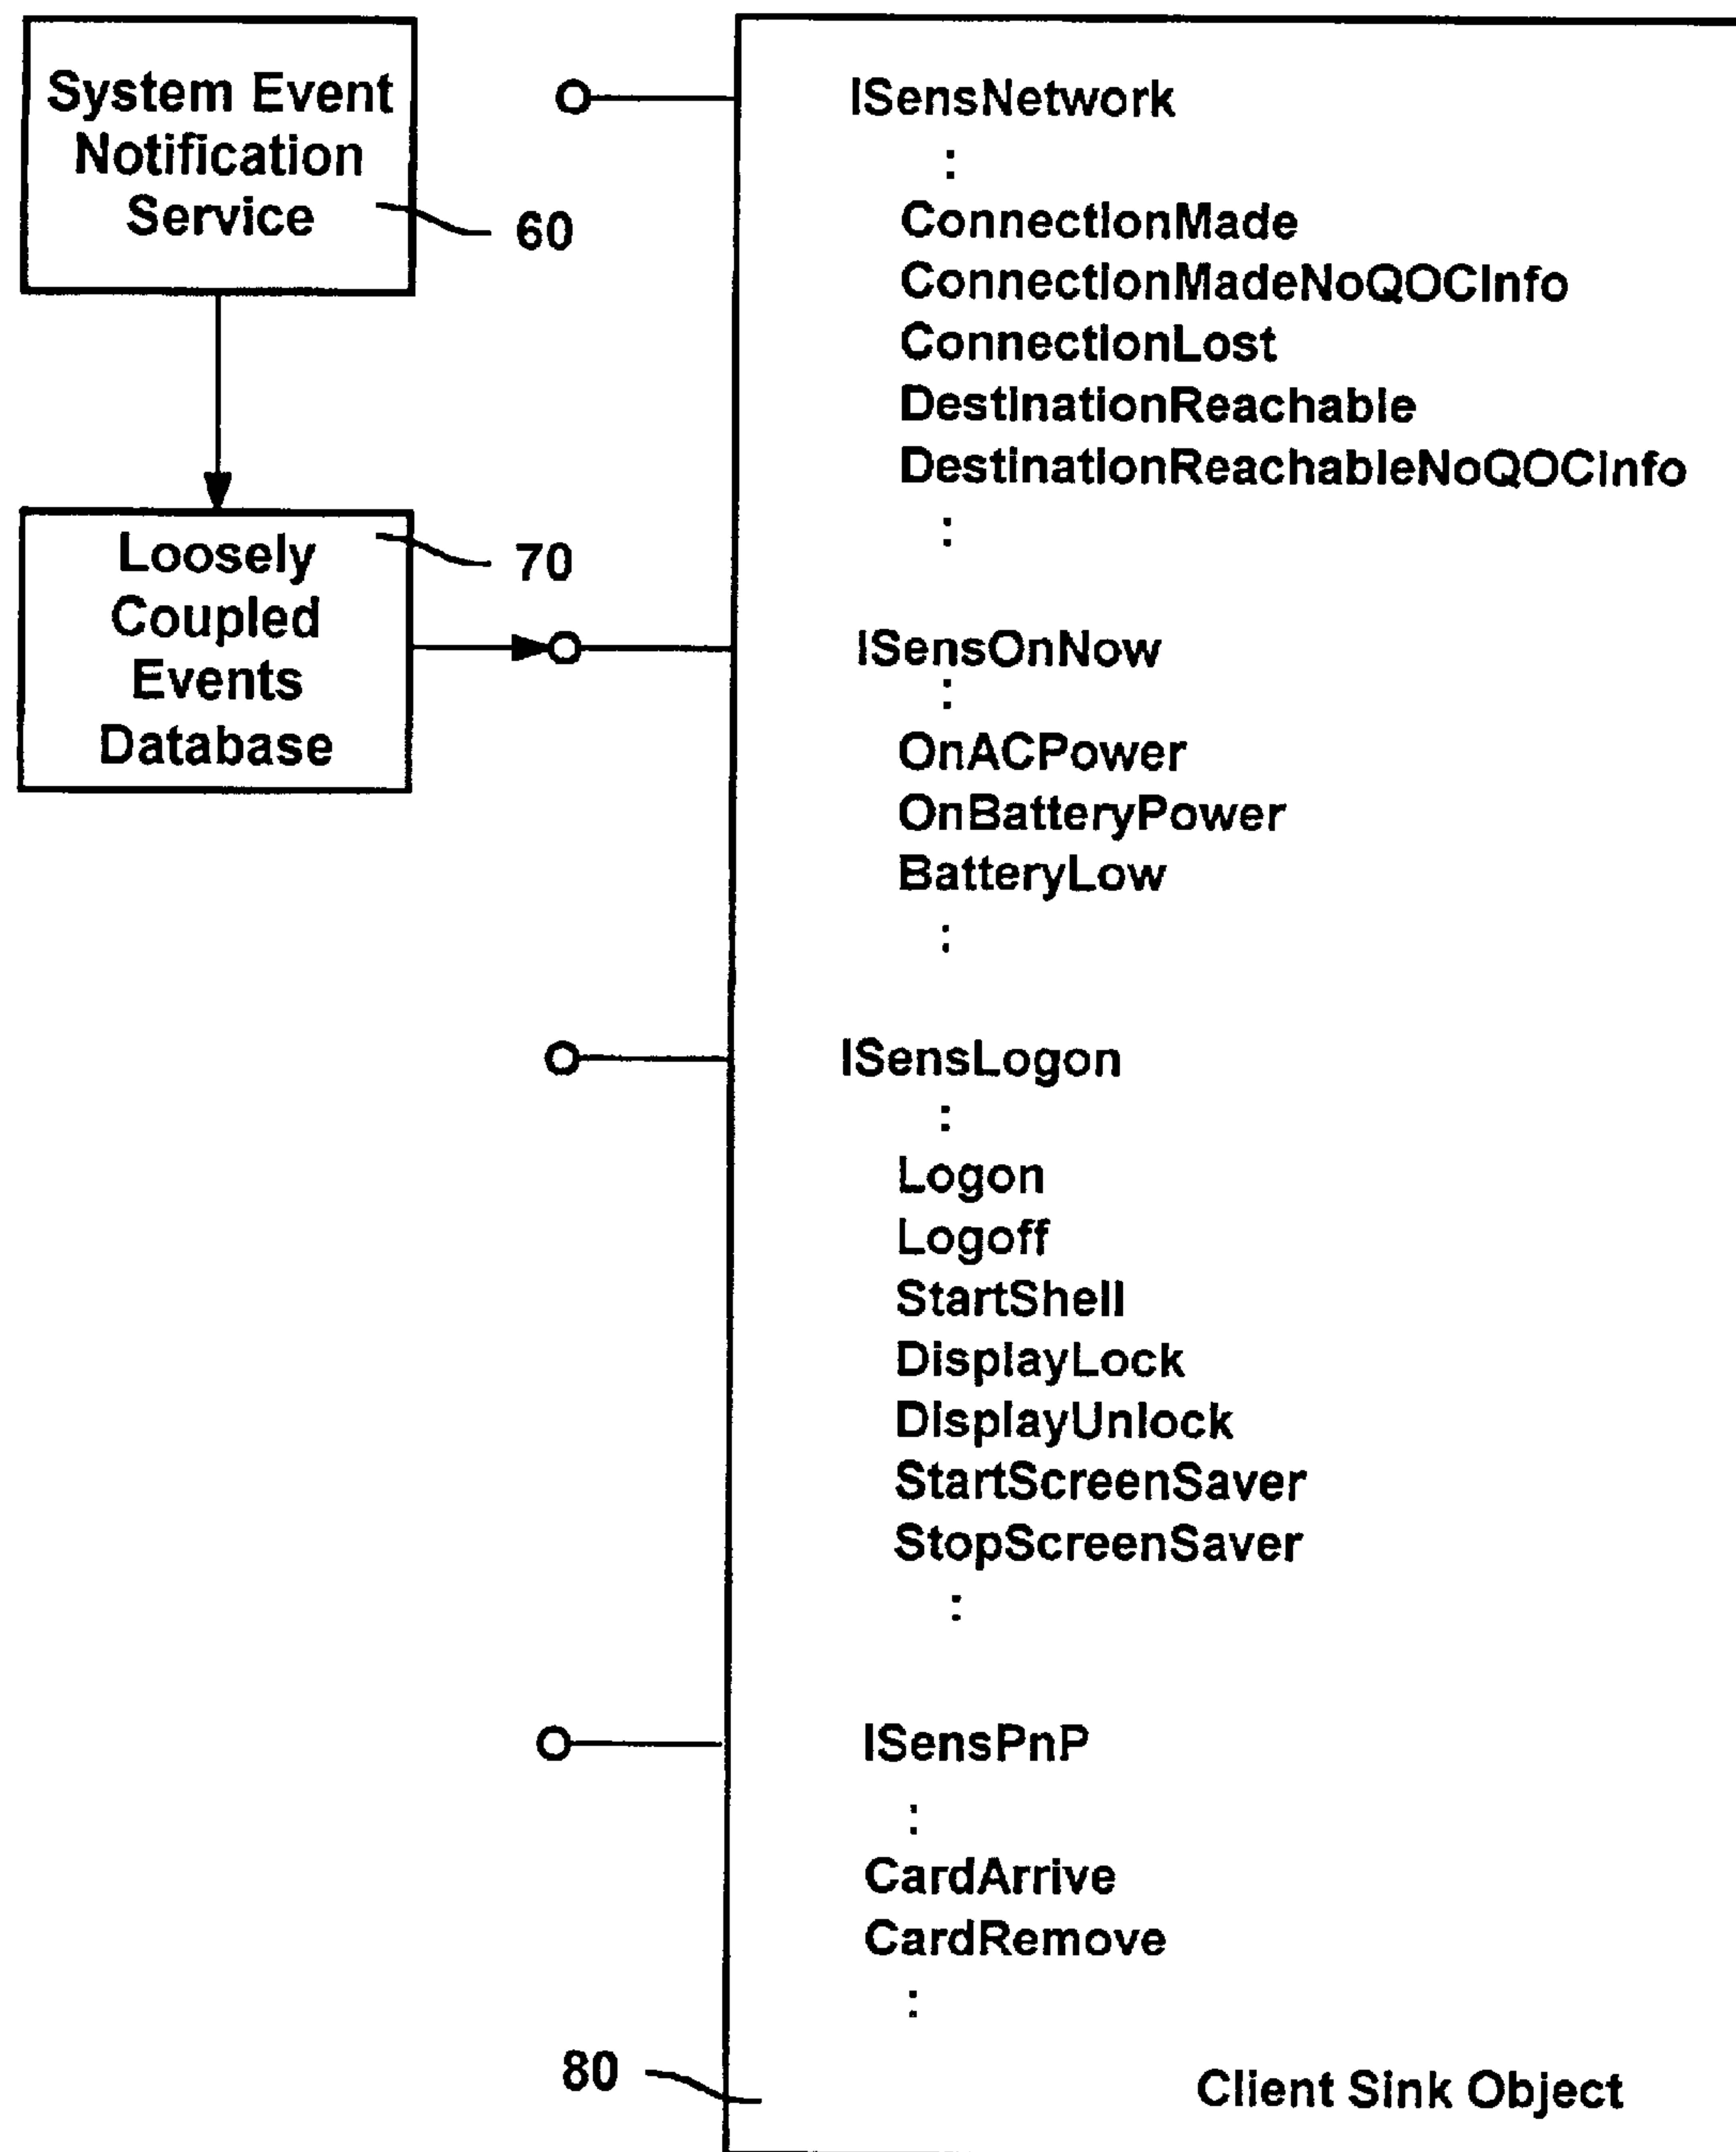 System Event
Notification
Service
60
Loosely
Coupled
Events
Database
70
ISensNetwork
:
ConnectionMade
ConnectionMadeNoQOCInfo
ConnectionLost
DestinationReachable
DestinationReachableNoQOCInfo
:
ISensOnNow
:
OnACPower
OnBatteryPower
BatteryLow
:
ISensLogon
:
Logon
Logoff
StartShell
DisplayLock
DisplayUnlock
StartScreenSaver
StopScreenSaver
:
ISensPnP
:
CardArrive
CardRemove
:
80
Client Sink Object